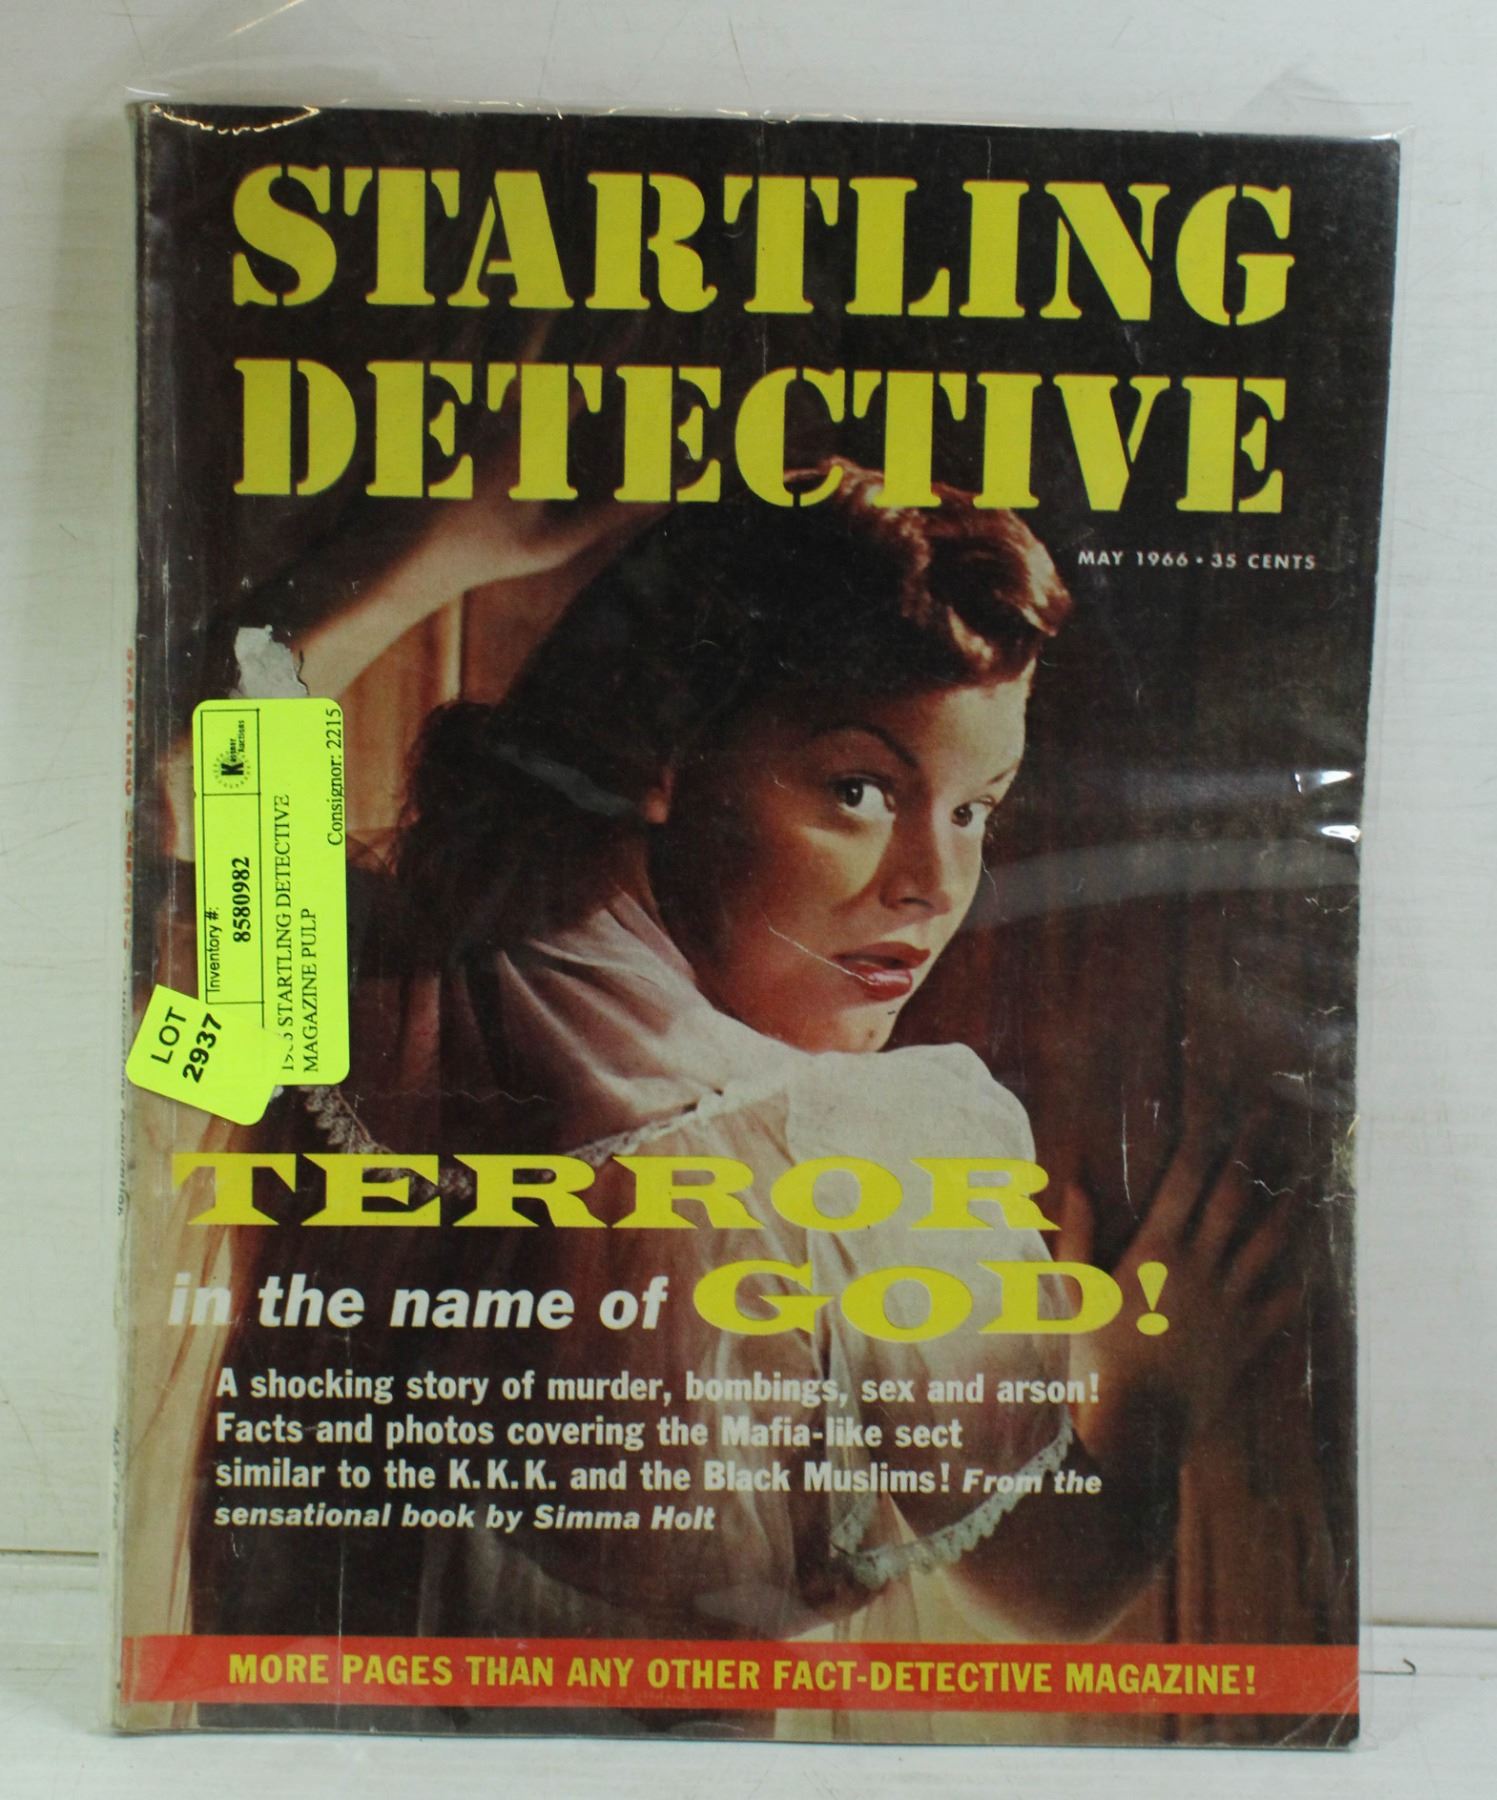 STARTLING
DETECTIVE
MAY 1966 • 35 CENTS
Kastner Auctions
Inventory #:
8580982
STARTLING DETECTIVE
MAGAZINE PULP
Consignor: 2215
LOT
2937
TERROR
in the name of GOD!
A shocking story of murder, bombings, sex and arson!
Facts and photos covering the Mafia-like sect
similar to the K.K.K. and the Black Muslims! From the
sensational book by Simma Holt
MORE PAGES THAN ANY OTHER FACT-DETECTIVE MAGAZINE!